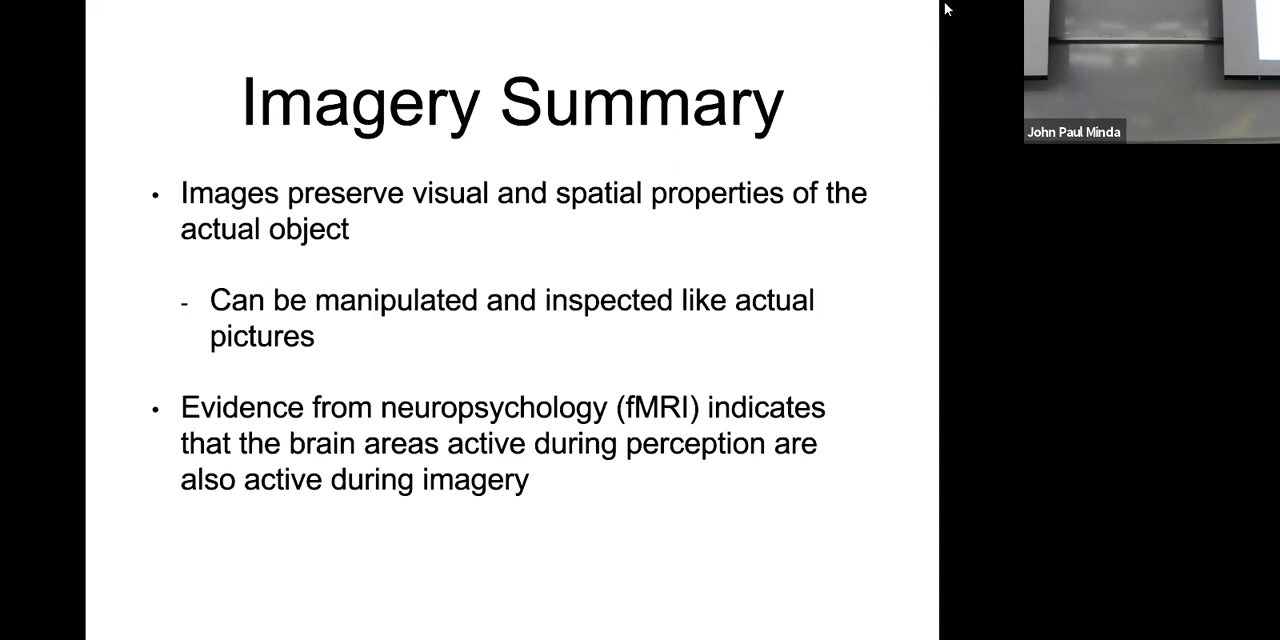 Imagery Summary
• Images preserve visual and spatial properties of the
actual object
- Can be manipulated and inspected like actual
pictures
• Evidence from neuropsychology (fMRI) indicates
that the brain areas active during perception are
also active during imagery
John Paul Minda